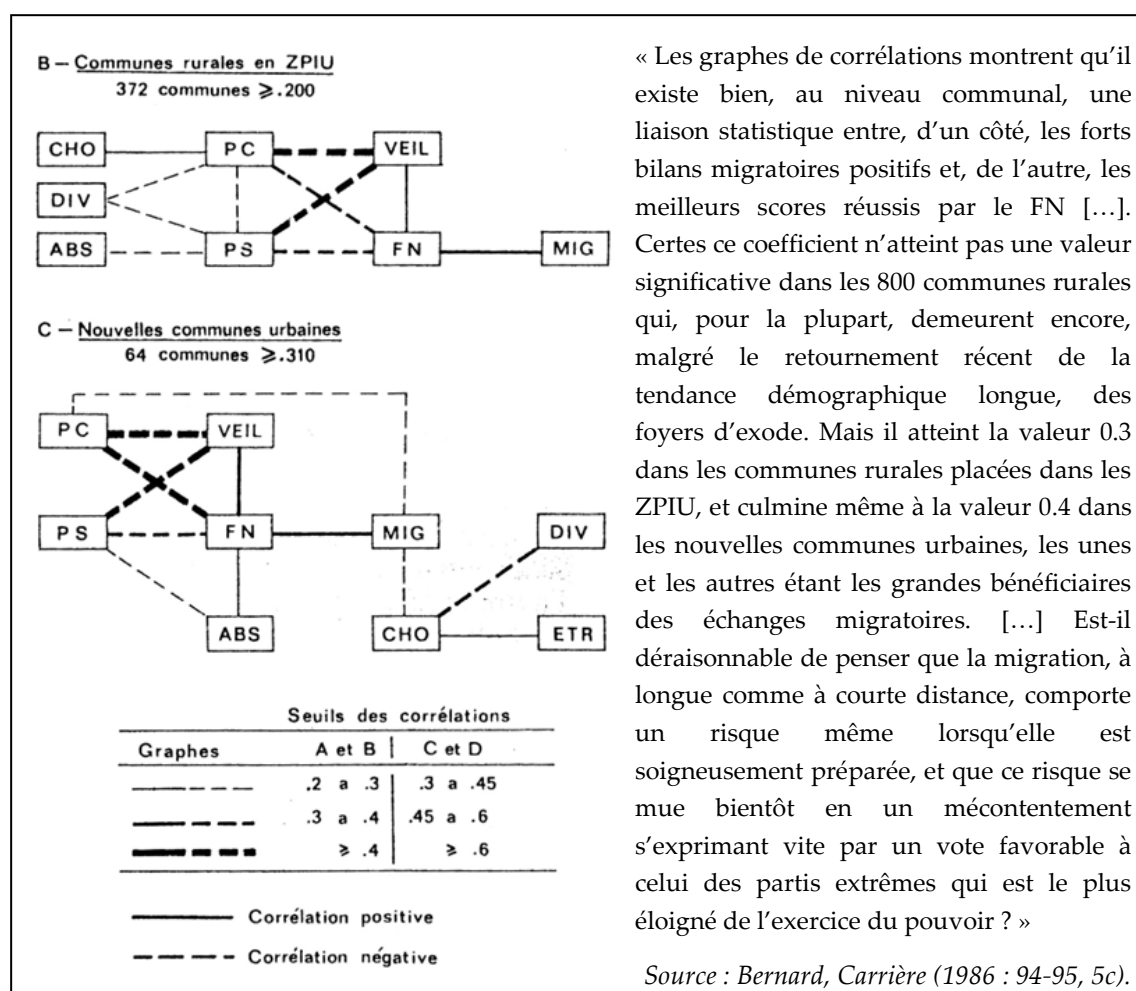 B – Communes rurales en ZPIU
372 communes ⩾.200
CHO
PC
VEIL
DIV
ABS
PS
FN
MIG
C – Nouvelles communes urbaines
64 communes ⩾.310
PC
VEIL
PS
FN
MIG
DIV
ABS
CHO
ETR
Seuils des corrélations
Graphes A et B C et D
.2 a .3 .3 a .45
.3 a .4 .45 a .6
⩾ .4 ⩾ .6
Corrélation positive
Corrélation négative
« Les graphes de corrélations montrent qu’il
existe bien, au niveau communal, une
liaison statistique entre, d’un côté, les forts
bilans migratoires positifs et, de l’autre, les
meilleurs scores réussis par le FN […].
Certes ce coefficient n’atteint pas une valeur
significative dans les 800 communes rurales
qui, pour la plupart, demeurent encore,
malgré le retournement récent de la
tendance démographique longue, des
foyers d’exode. Mais il atteint la valeur 0.3
dans les communes rurales placées dans les
ZPIU, et culmine même à la valeur 0.4 dans
les nouvelles communes urbaines, les unes
et les autres étant les grandes bénéficiaires
des échanges migratoires. […] Est-il
déraisonnable de penser que la migration, à
longue comme à courte distance, comporte
un risque même lorsqu’elle est
soigneusement préparée, et que ce risque se
mue bientôt en un mécontentement
s’exprimant vite par un vote favorable à
celui des partis extrêmes qui est le plus
éloigné de l’exercice du pouvoir ? »
Source : Bernard, Carrière (1986 : 94-95, 5c).